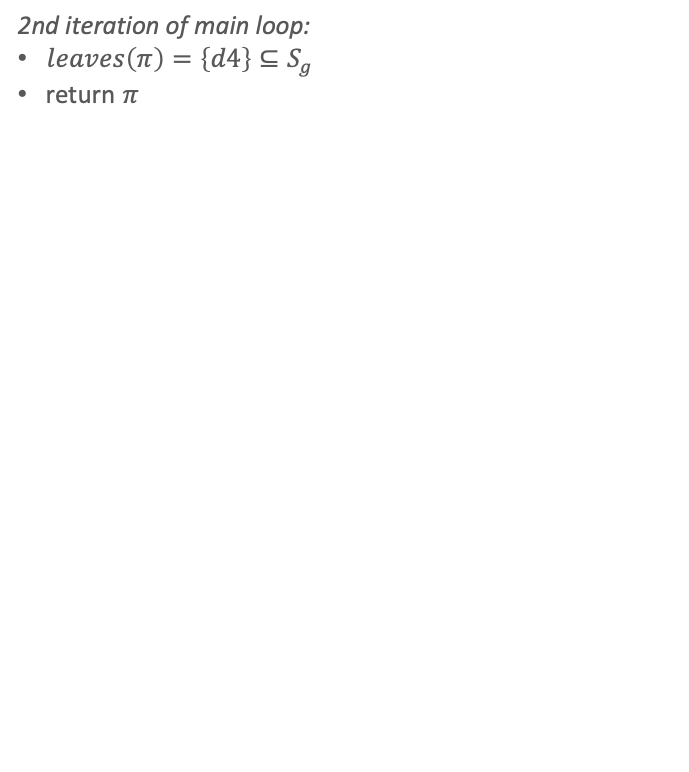 2nd iteration of main loop:
• leaves(π) = {d4} ⊆ S_g
• return π